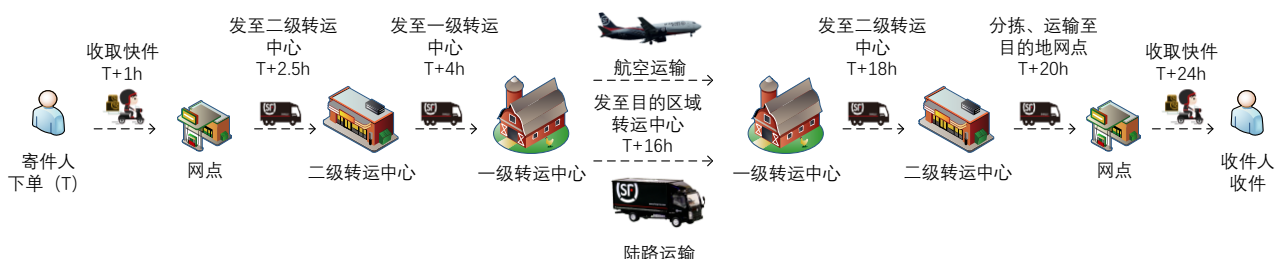 收取快件
T+1h
发至二级转运
中心
T+2.5h
发至一级转运
中心
T+4h
航空运输
发至目的区域
转运中心
T+16h
陆路运输
发至二级转运
中心
T+18h
分拣、运输至
目的地网点
T+20h
收取快件
T+24h
寄件人
下单（T）
网点
二级转运中心
一级转运中心
一级转运中心
二级转运中心
网点
收件人
收件
SF